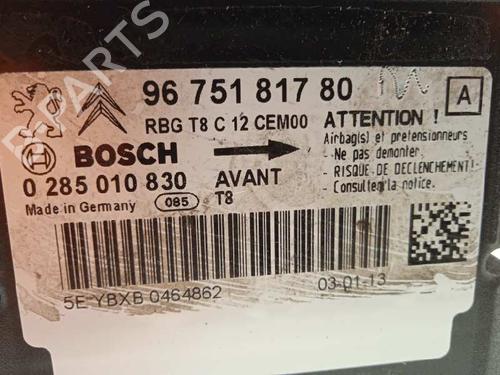 96 751 817 80
A
RBG T8 C 12 CEM00
ATTENTION !
Airbag(s) et pretensionneurs
- Ne pas demonter.
- RISQUE DE DECLENCHEMENT!
- Consultem la notice.
BOSCH
0 285 010 830
AVANT
T8
Made in Germany
085
5E-YBXB 0464862
03-01-13